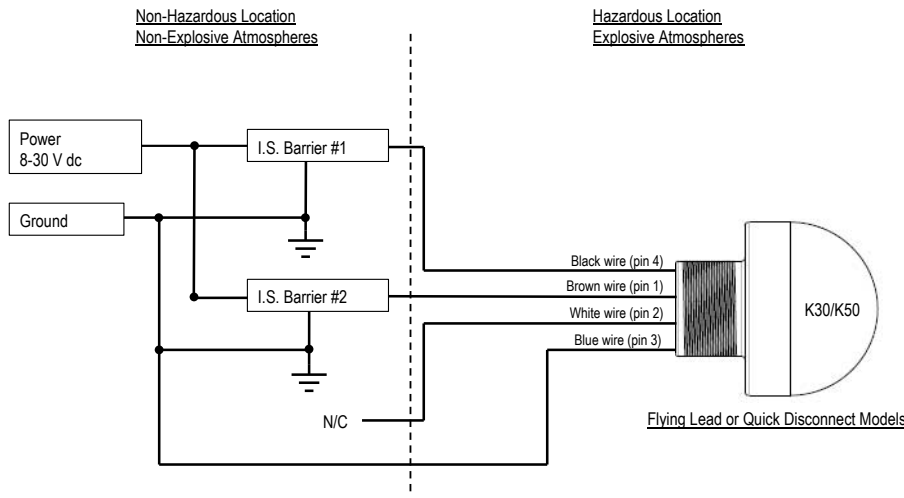 Non-Hazardous Location
Non-Explosive Atmospheres
Hazardous Location
Explosive Atmospheres
Power
8-30 V dc
I.S. Barrier #1
Ground
I.S. Barrier #2
Black wire (pin 4)
Brown wire (pin 1)
White wire (pin 2)
Blue wire (pin 3)
K30/K50
N/C
Flying Lead or Quick Disconnect Models